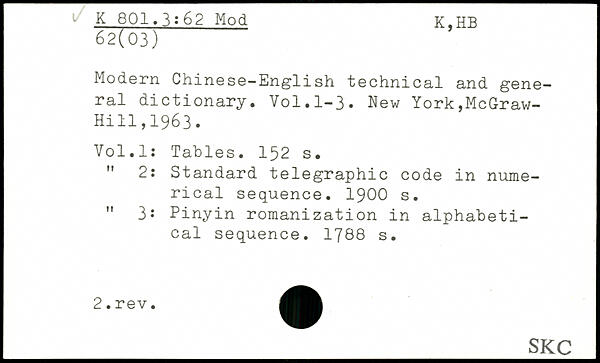 K 801.3:62 Mod K,HB
62(03)
Modern Chinese-English technical and gene-
ral dictionary. Vol.1-3. New York,McGraw-
Hill,1963.
Vol.1: Tables. 152 s.
" 2: Standard telegraphic code in nume-
rical sequence. 1900 s.
" 3: Pinyin romanization in alphabeti-
cal sequence. 1788 s.
2.rev.
SKC